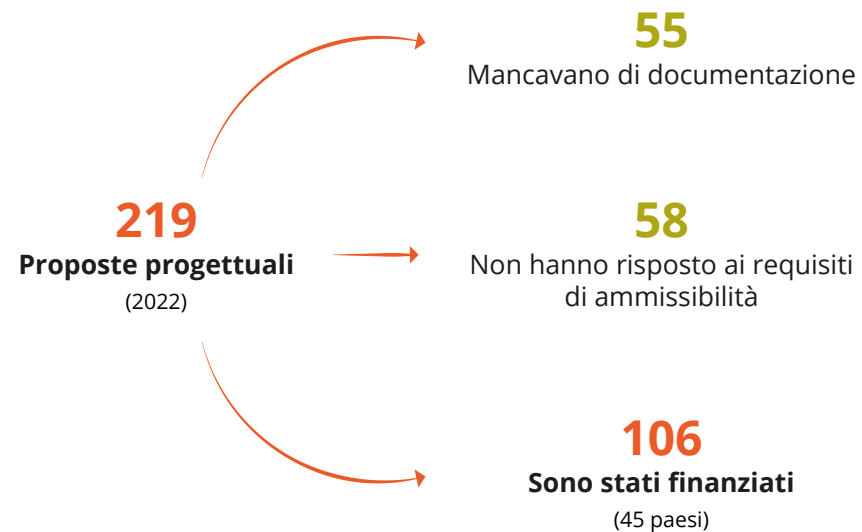 219
Proposte progettuali
(2022)
55
Mancavano di documentazione
58
Non hanno risposto ai requisiti
di ammissibilità
106
Sono stati finanziati
(45 paesi)